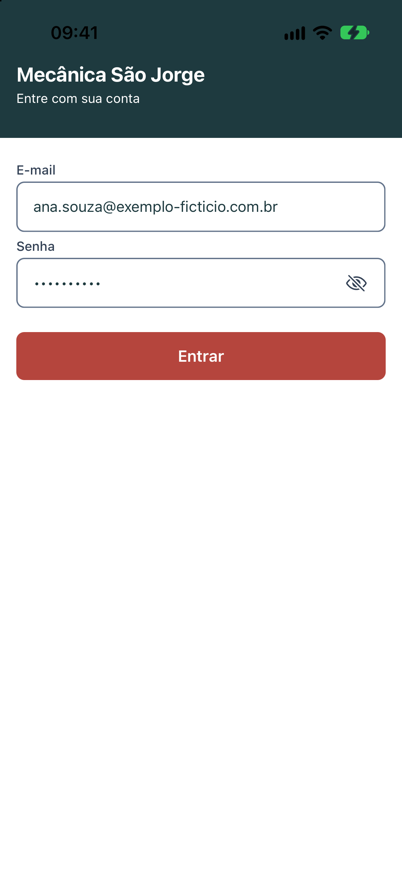 09:41
Mecânica São Jorge
Entre com sua conta
E-mail
ana.souza@exemplo-ficticio.com.br
Senha
••••••••••
Entrar